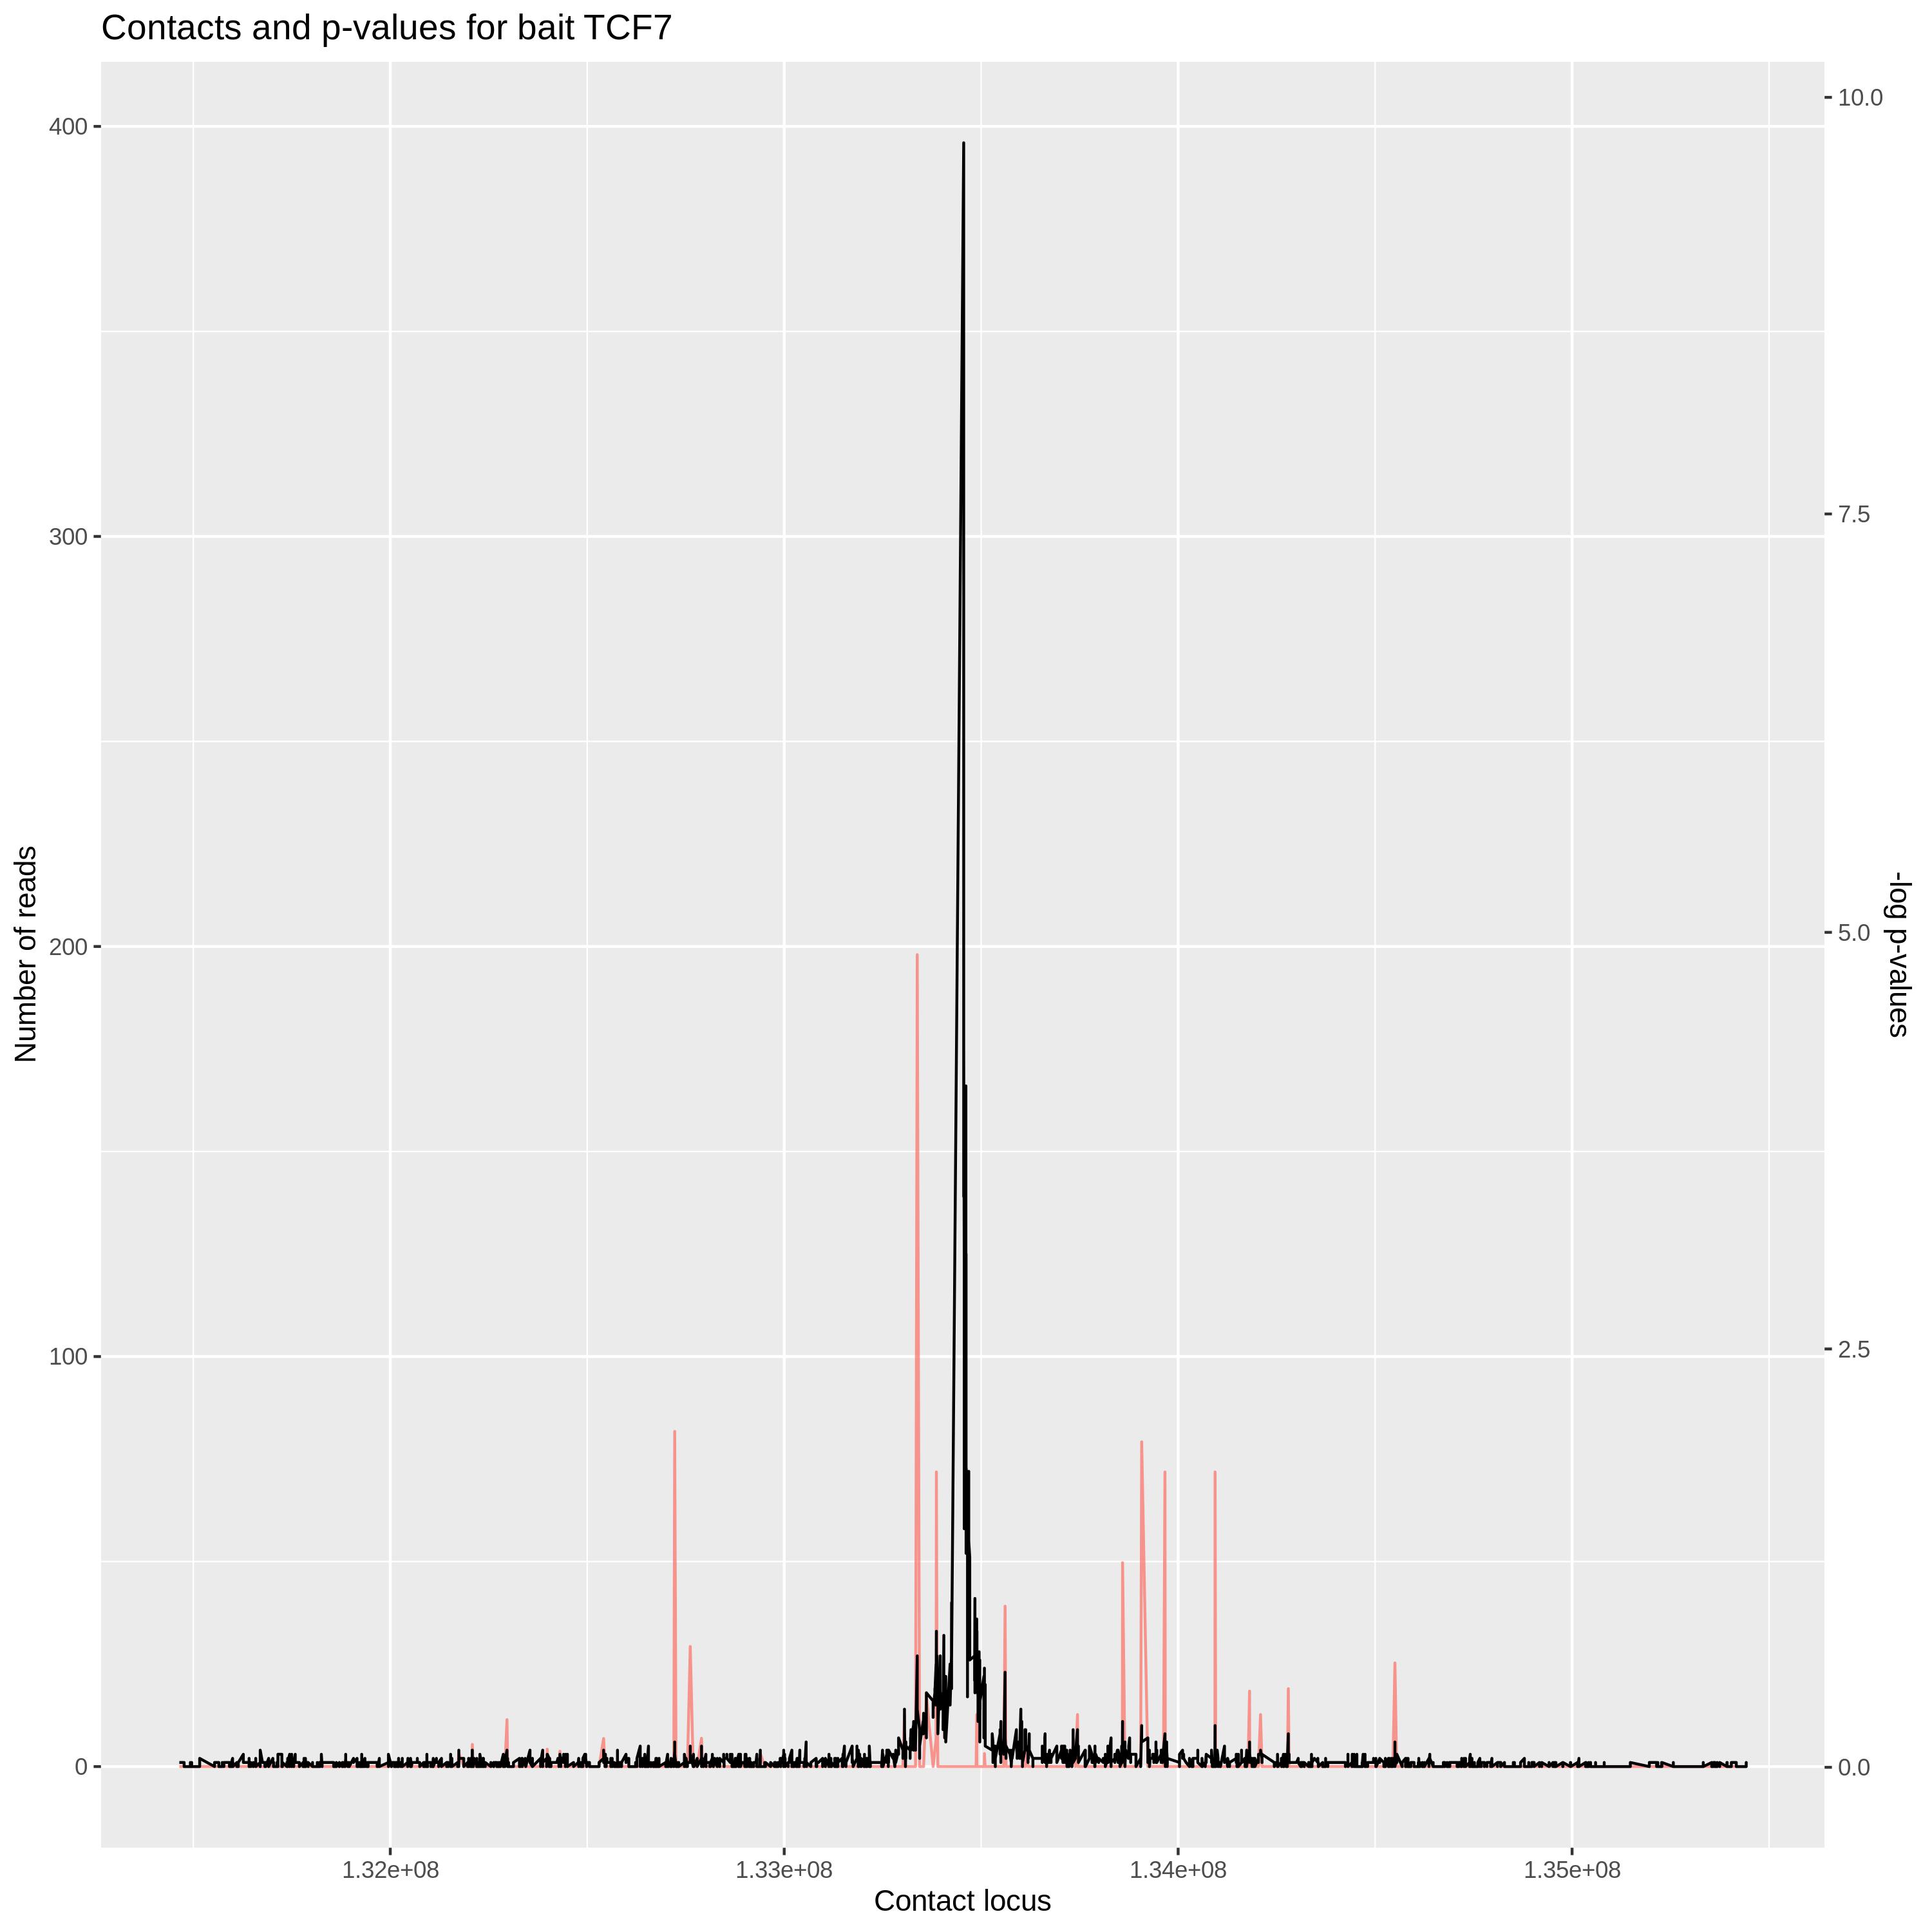 Contacts and p-values for bait TCF7
400
300
200
100
0
Number of reads
10.0
7.5
5.0
2.5
0.0
-log p-values
1.32e+08
1.33e+08
1.34e+08
1.35e+08
Contact locus